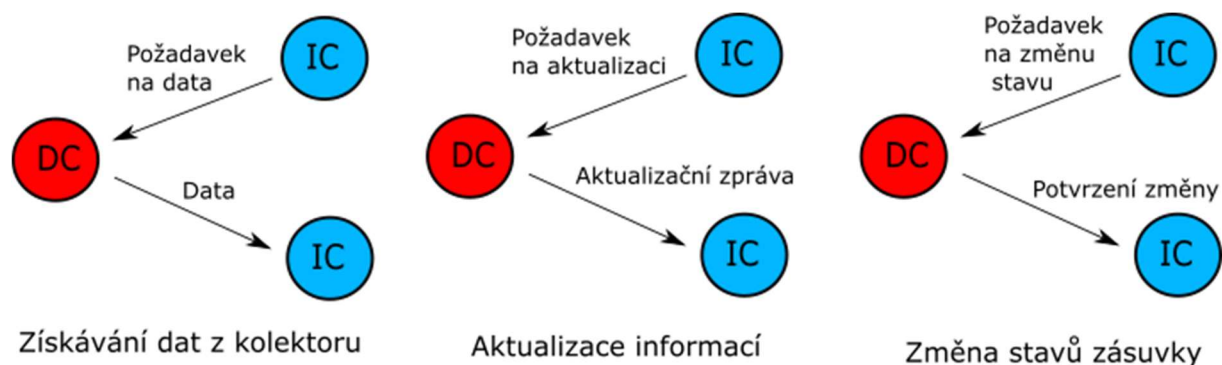 Požadavek
na data
IC
DC
Data
IC
Získávání dat z kolektoru
Požadavek
na aktualizaci
IC
DC
Aktualizační zpráva
IC
Aktualizace informací
Požadavek
na změnu
stavu
IC
DC
Potvrzení změny
IC
Změna stavů zásuvky